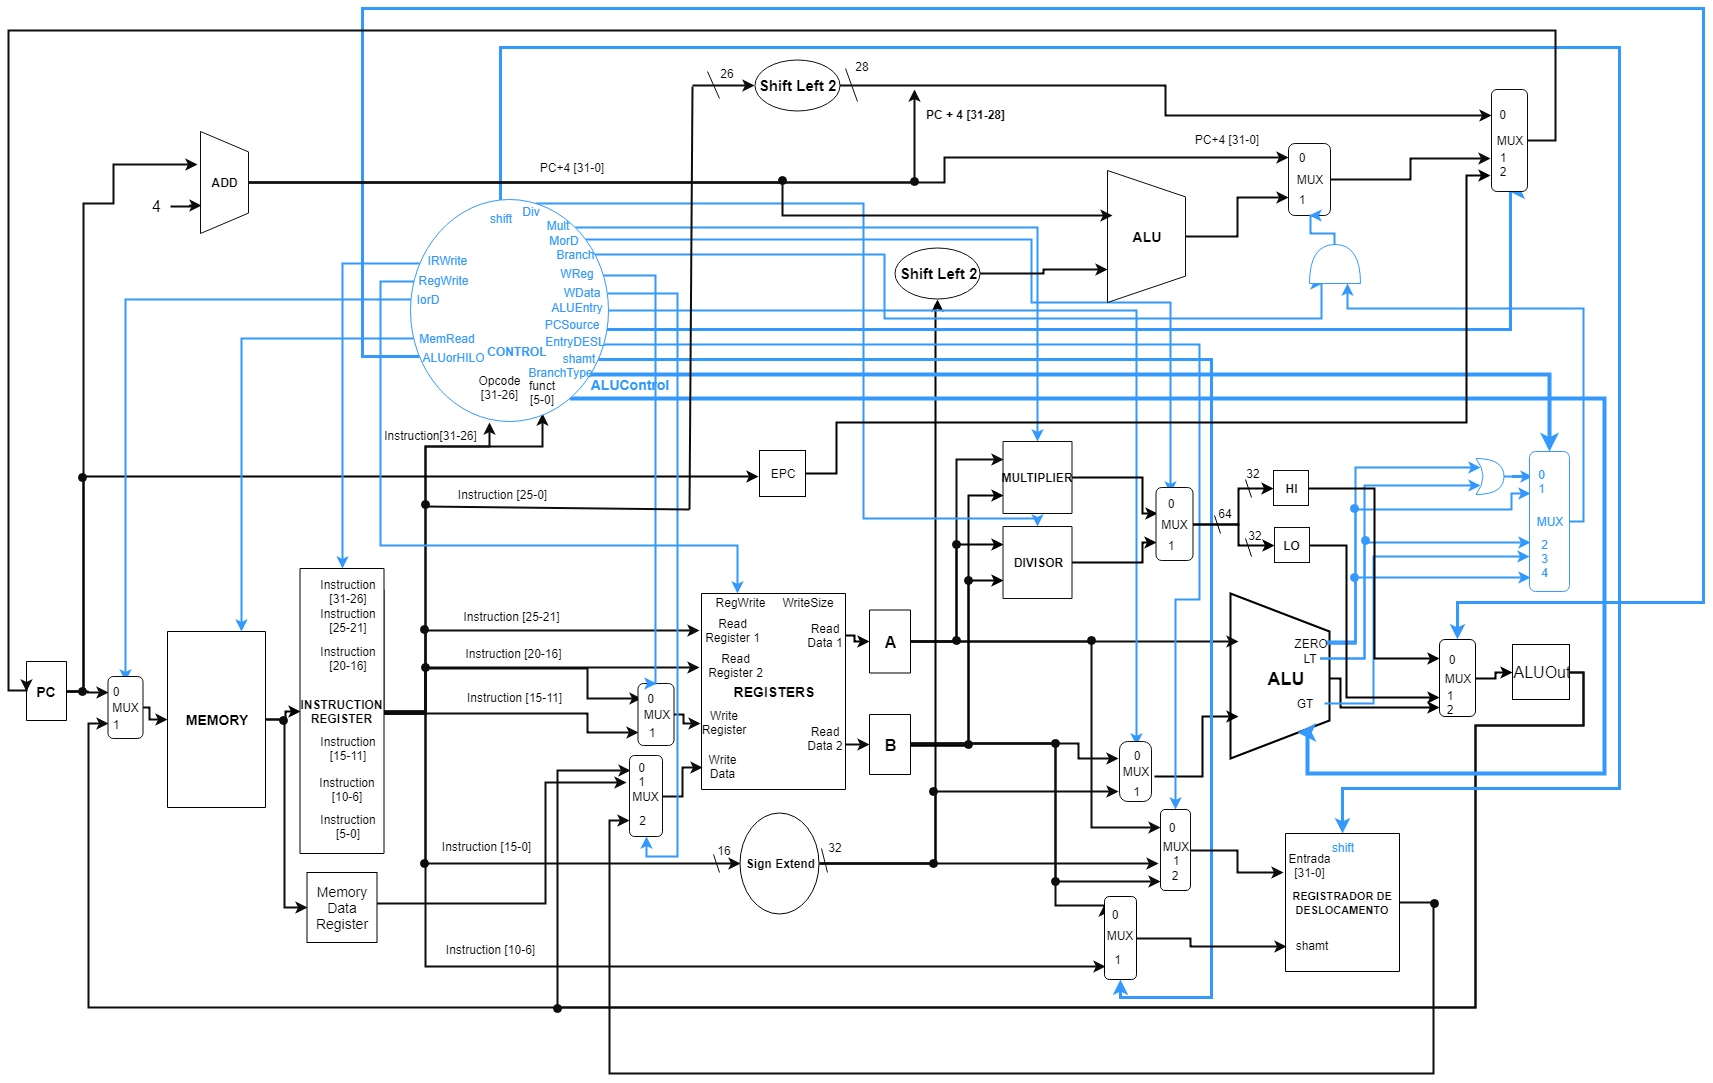 26
28
Shift Left 2
PC + 4 [31-28]
0
MUX
1
2
PC+4 [31-0]
PC+4 [31-0]
0
MUX
1
ADD
4
ALU
Shift Left 2
shift
Div
Mult
MorD
Branch
WReg
WData
ALUEntry
PCSource
EntryDESL
shamt
BranchType
ALUControl
IRWrite
RegWrite
IorD
MemRead
ALUorHILO
CONTROL
Opcode
[31-26]
funct
[5-0]
Instruction[31-26]
EPC
Instruction [25-0]
MULTIPLIER
DIVISOR
0
MUX
1
64
32
32
HI
LO
0
1
MUX
2
3
4
Instruction
[31-26]
Instruction
[25-21]
Instruction
[20-16]
INSTRUCTION
REGISTER
Instruction
[15-11]
Instruction
[10-6]
Instruction
[5-0]
Instruction [25-21]
Instruction [20-16]
Instruction [15-11]
RegWrite
WriteSize
Read
Register 1
Read
Register 2
REGISTERS
Write
Register
Write
Data
Read
Data 1
Read
Data 2
A
B
PC
0
MUX
1
MEMORY
0
MUX
1
0
1
MUX
2
ZERO
LT
ALU
GT
0
MUX
1
2
ALUOut
0
MUX
1
Instruction [15-0]
16
Sign Extend
32
0
MUX
1
2
Memory
Data
Register
Instruction [10-6]
0
MUX
1
shift
Entrada
[31-0]
REGISTRADOR DE
DESLOCAMENTO
shamt